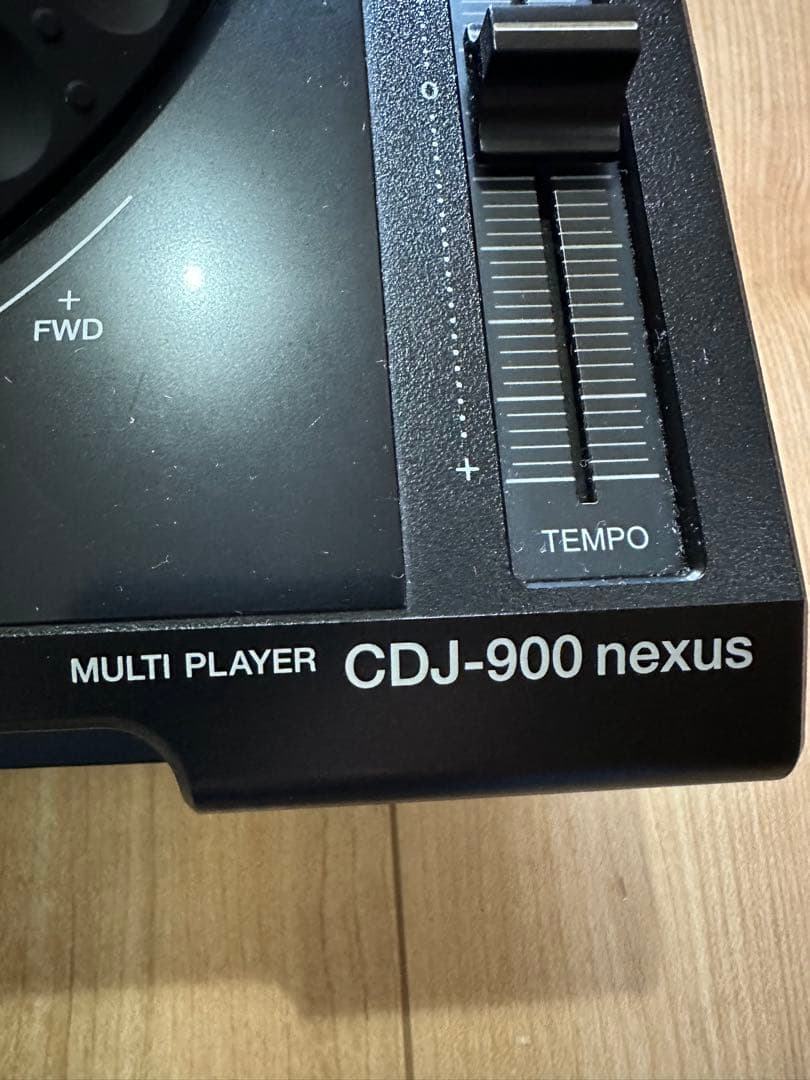 0
+
FWD
+
TEMPO
MULTI PLAYER CDJ-900 nexus